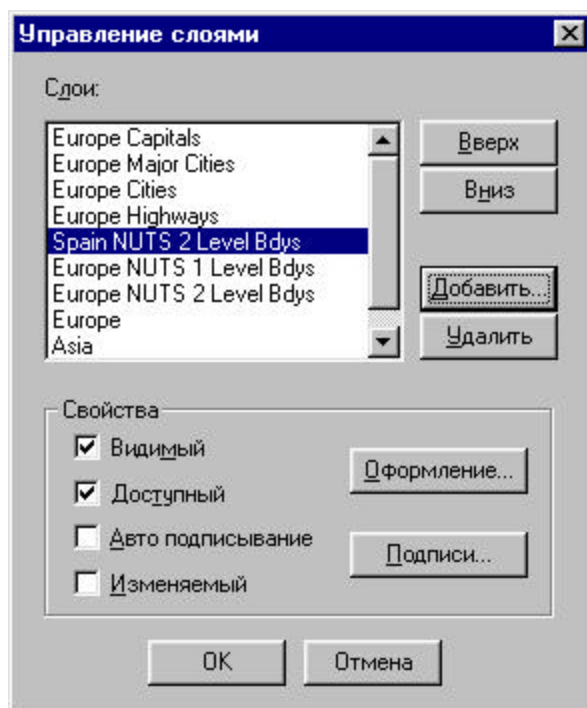 Управление слоями
Слои:
Europe Capitals
Europe Major Cities
Europe Cities
Europe Highways
Spain NUTS 2 Level Bdys
Europe NUTS 1 Level Bdys
Europe NUTS 2 Level Bdys
Europe
Asia
Вверх
Вниз
Добавить...
Удалить
Свойства
Видимый
Доступный
Авто подписывание
Изменяемый
Оформление...
Подписи...
OK
Отмена